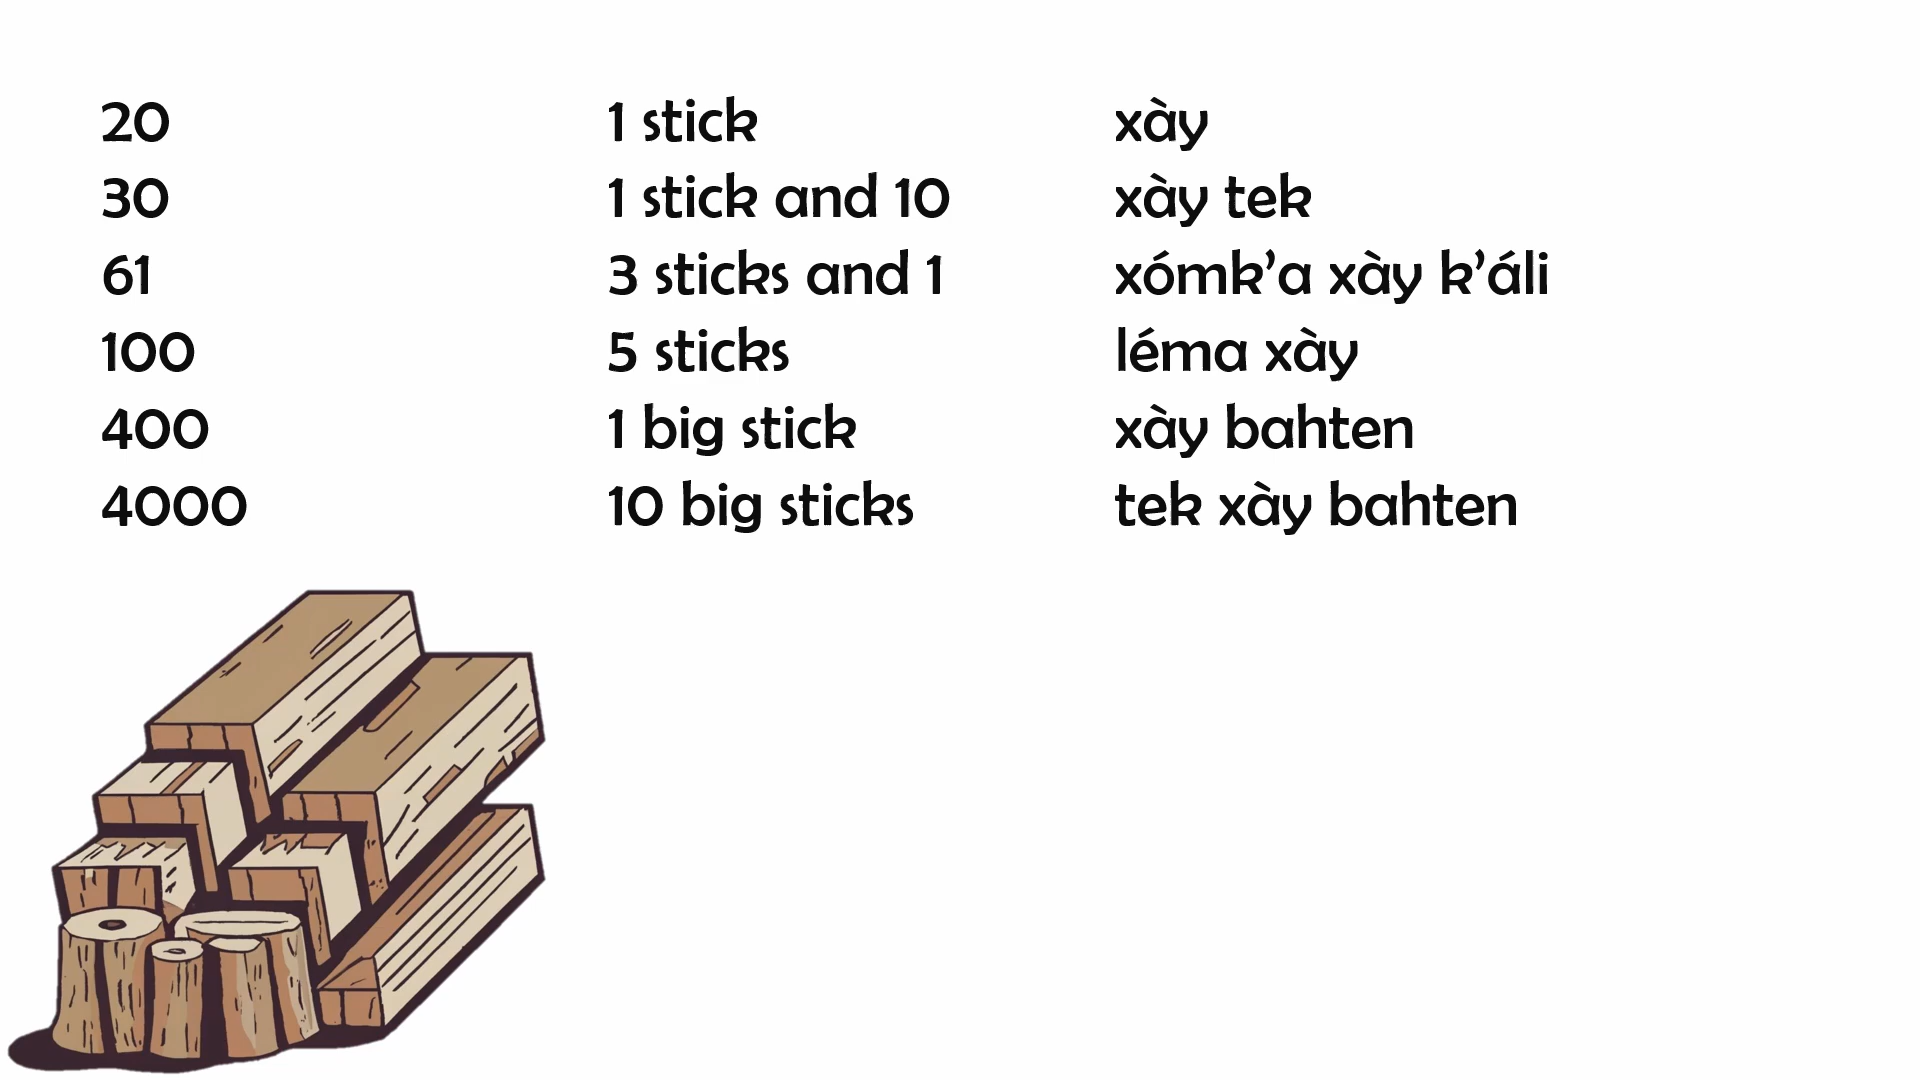 20 1 stick xày
30 1 stick and 10 xày tek
61 3 sticks and 1 xómk’a xày k’áli
100 5 sticks léma xày
400 1 big stick xày bahten
4000 10 big sticks tek xày bahten